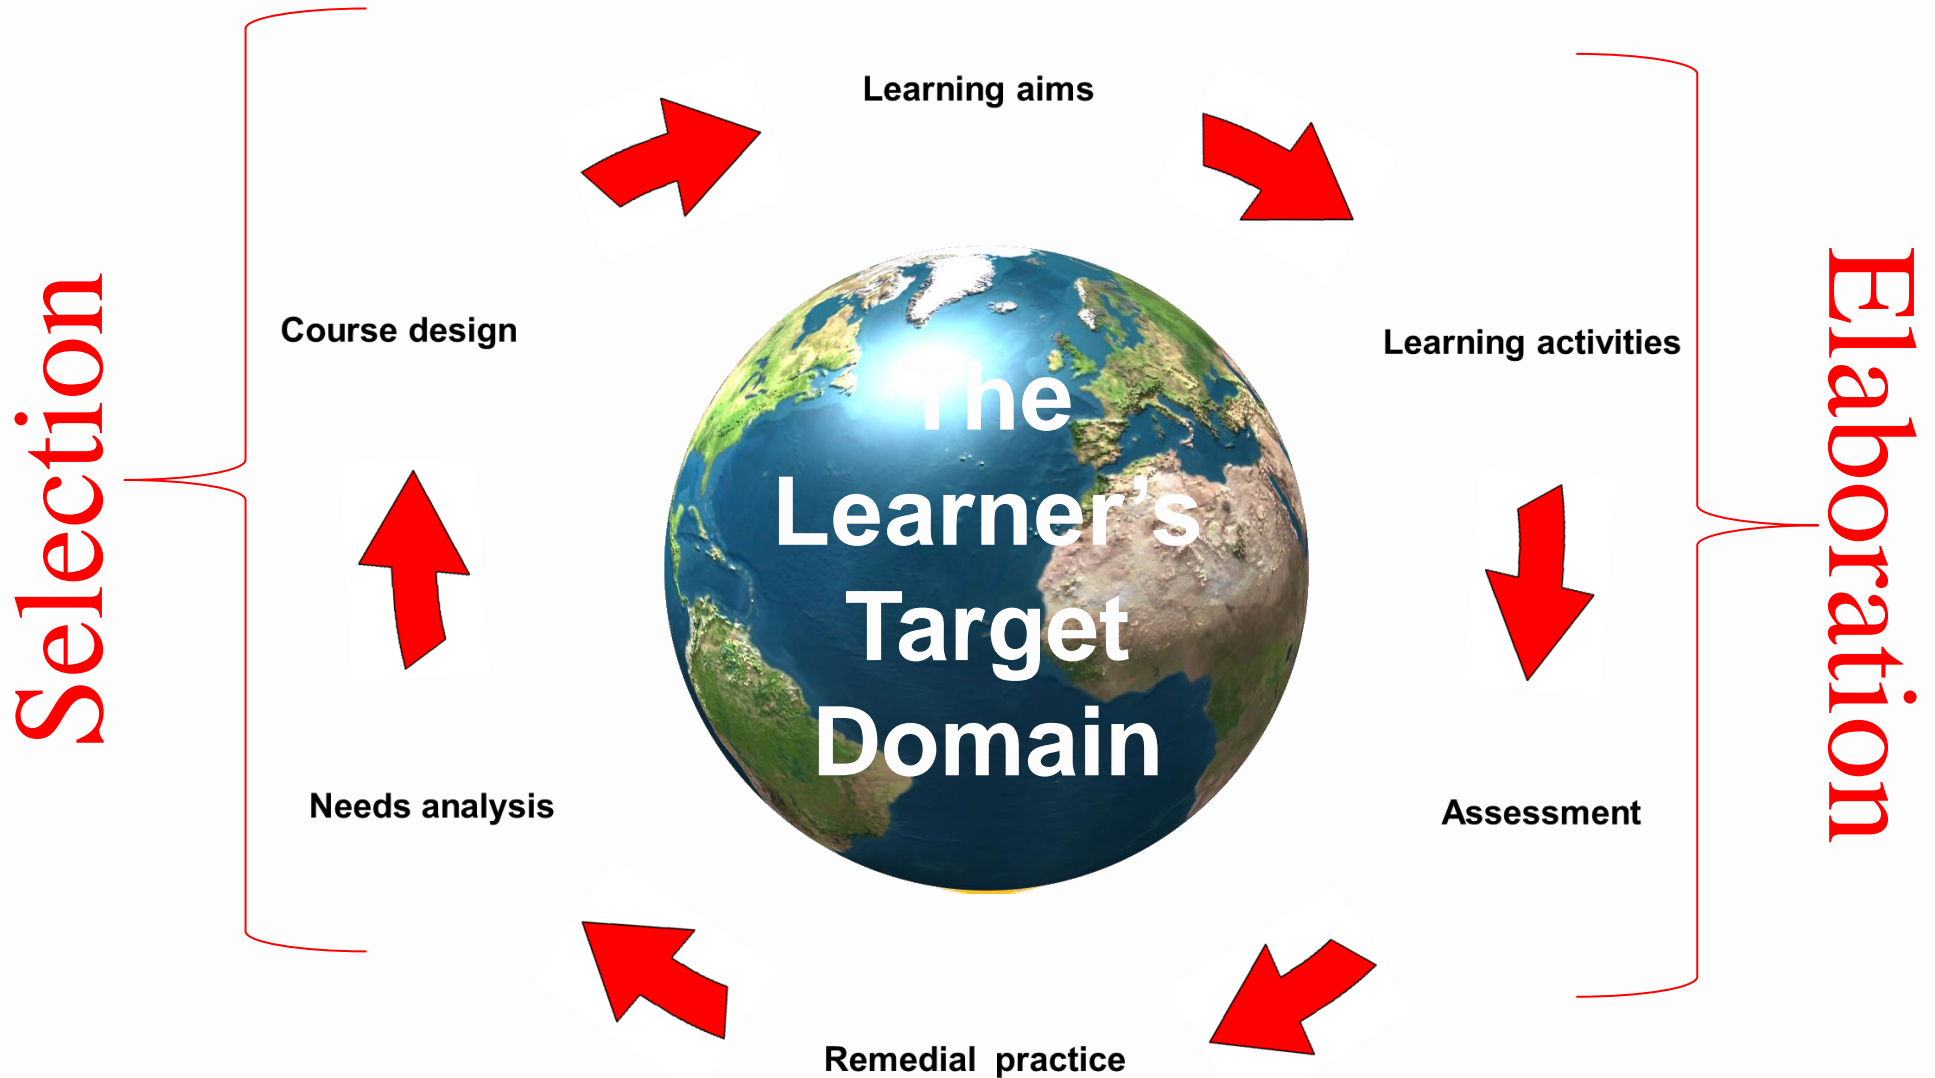 Selection
Learning aims
Course design
Learning activities
The
Learner’s
Target
Domain
Needs analysis
Assessment
Remedial  practice
Elaboration